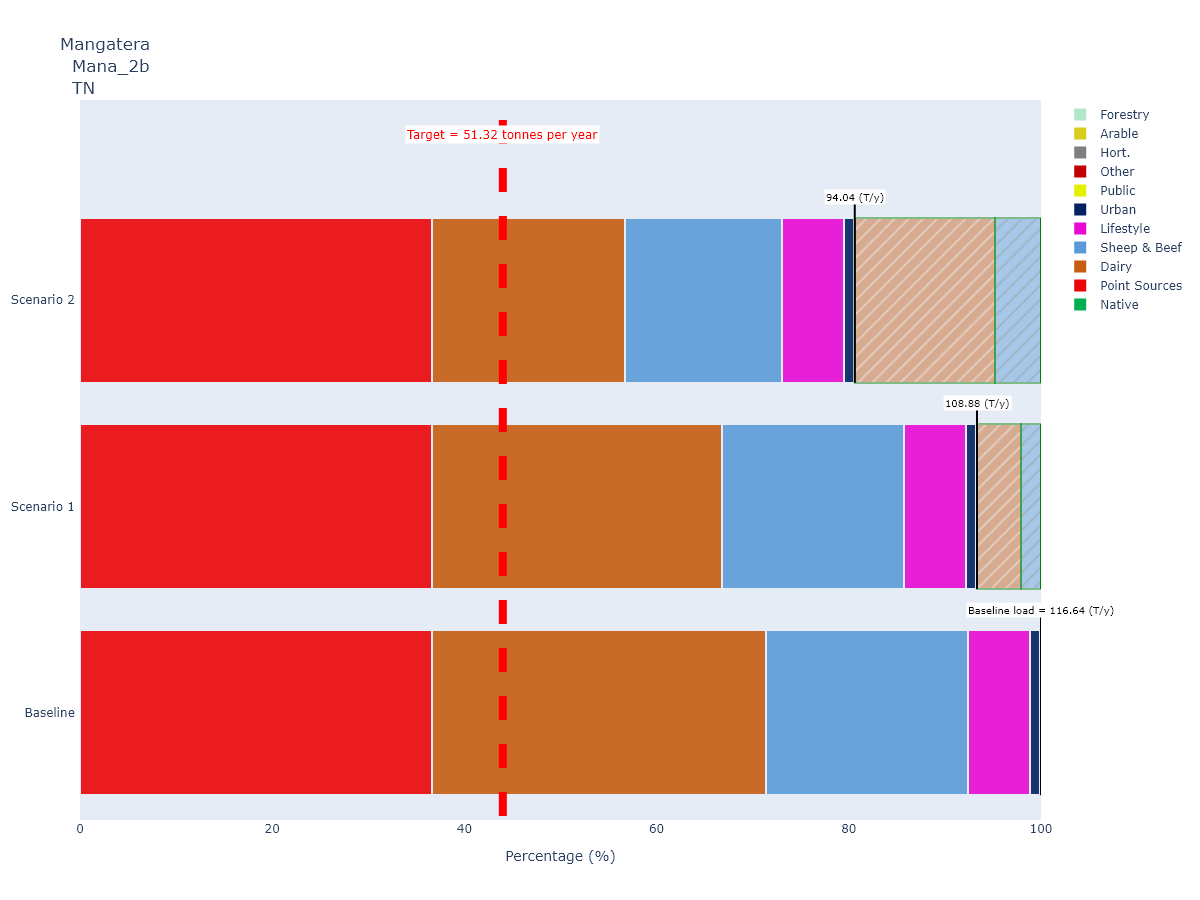 Mangatera
Mana_2b
TN
Target = 51.32 tonnes per year
94.04 (T/y)
Scenario 2
108.88 (T/y)
Scenario 1
Baseline load = 116.64 (T/y)
Baseline
0 20 40 60 80 100
Percentage (%)
Forestry
Arable
Hort.
Other
Public
Urban
Lifestyle
Sheep & Beef
Dairy
Point Sources
Native